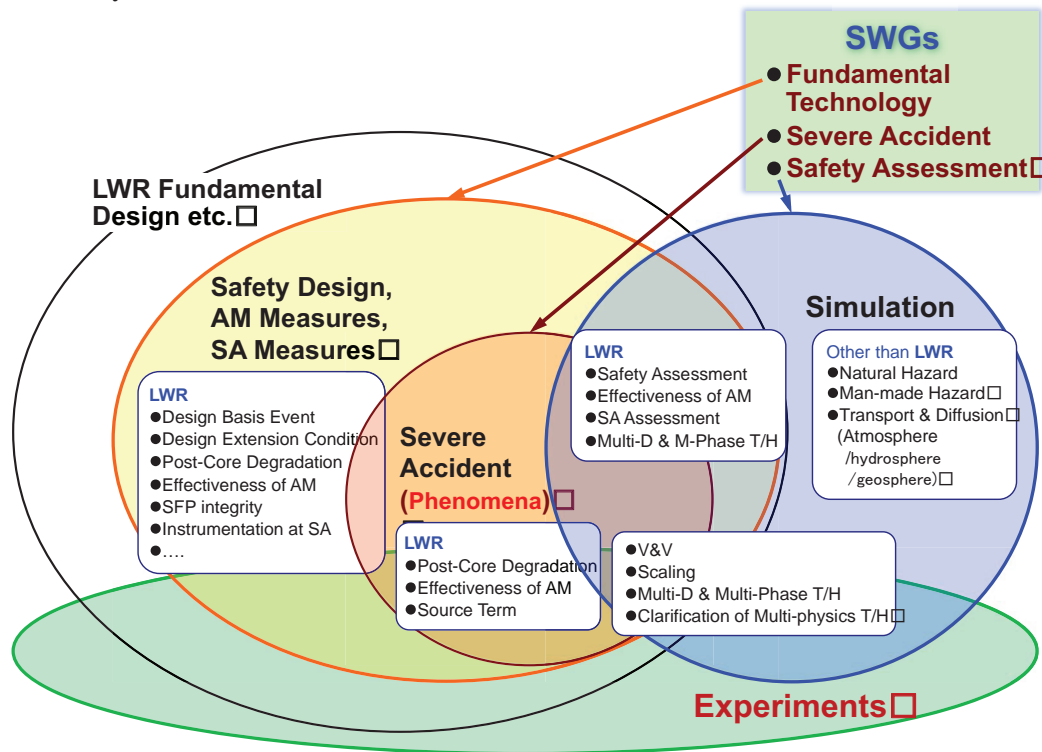 SWGs
● Fundamental
Technology
● Severe Accident
● Safety Assessment□
LWR Fundamental
Design etc.□
Safety Design,
AM Measures,
SA Measures□
LWR
●Design Basis Event
●Design Extension Condition
●Post-Core Degradation
●Effectiveness of AM
●SFP integrity
●Instrumentation at SA
●....
Severe
Accident
(Phenomena)□
LWR
●Post-Core Degradation
●Effectiveness of AM
●Source Term
LWR
●Safety Assessment
●Effectiveness of AM
●SA Assessment
●Multi-D & M-Phase T/H
Simulation
Other than LWR
●Natural Hazard
●Man-made Hazard□
●Transport & Diffusion□
(Atmosphere
/hydrosphere
/geosphere)□
●V&V
●Scaling
●Multi-D & Multi-Phase T/H
●Clarification of Multi-physics T/H□
Experiments□